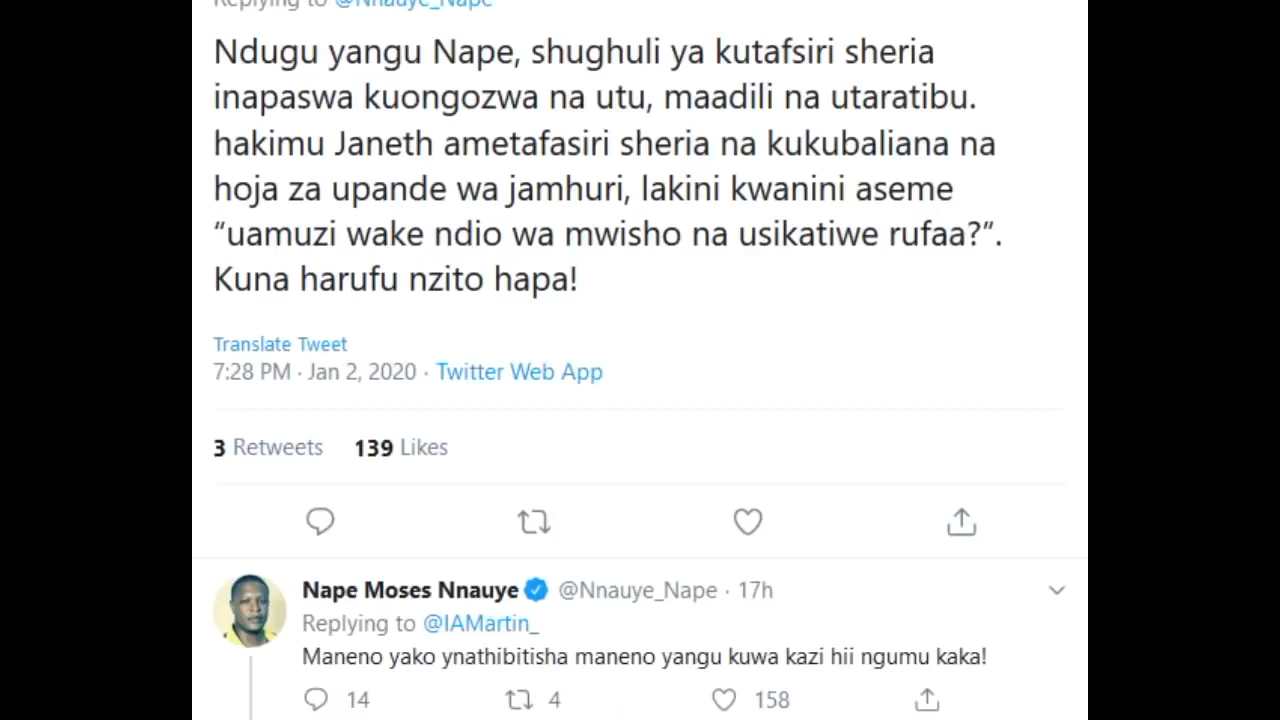 Replying to @Nnauye_Nape
Ndugu yangu Nape, shughuli ya kutafsiri sheria
inapaswa kuongozwa na utu, maadili na utaratibu.
hakimu Janeth ametafasiri sheria na kukubaliana na
hoja za upande wa jamhuri, lakini kwanini aseme
“uamuzi wake ndio wa mwisho na usikatiwe rufaa?”.
Kuna harufu nzito hapa!
Translate Tweet
7:28 PM · Jan 2, 2020 · Twitter Web App
3 Retweets 139 Likes
Nape Moses Nnauye @Nnauye_Nape · 17h
Replying to @IAMartin_
Maneno yako ynathibitisha maneno yangu kuwa kazi hii ngumu kaka!
14 4 158